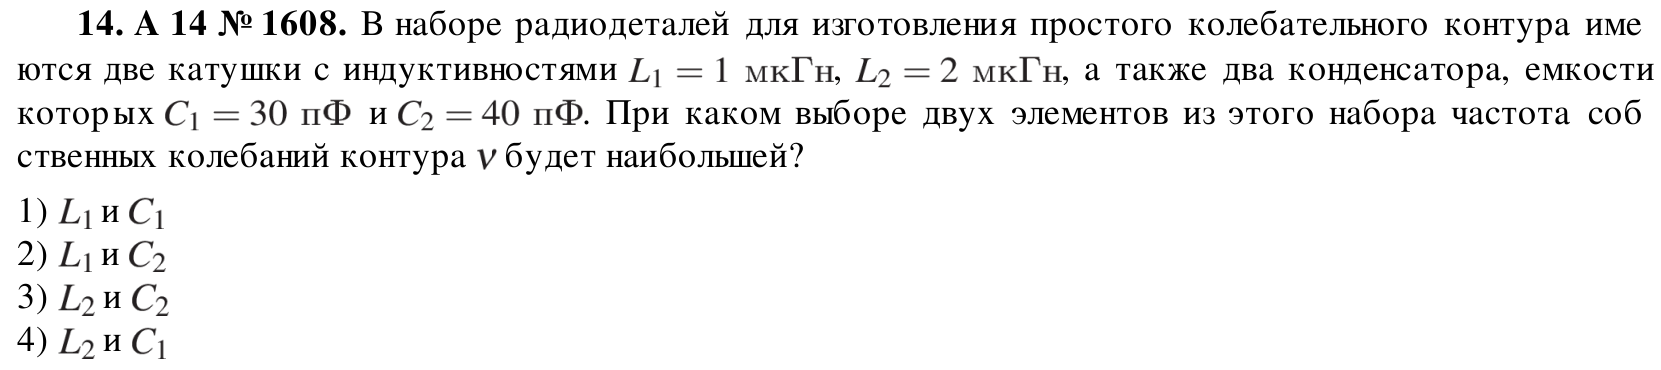 14. А 14 № 1608. В наборе радиодеталей для изготовления простого колебательного контура име
ются две катушки с индуктивностями L₁ = 1 мкГн, L₂ = 2 мкГн, а также два конденсатора, емкости
которых C₁ = 30 пФ и C₂ = 40 пФ. При каком выборе двух элементов из этого набора частота соб
ственных колебаний контура ν будет наибольшей?
1) L₁ и C₁
2) L₁ и C₂
3) L₂ и C₂
4) L₂ и C₁